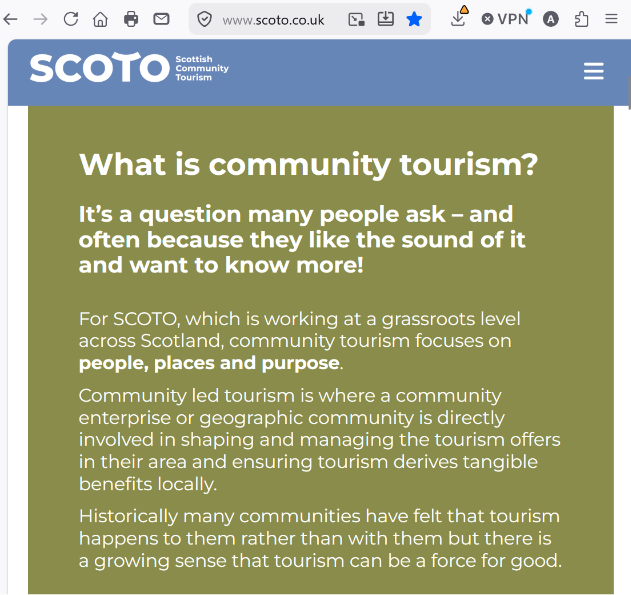 www.scoto.co.uk
VPN
A
SCOTO
Scottish
Community
Tourism
What is community tourism?
It’s a question many people ask – and
often because they like the sound of it
and want to know more!
For SCOTO, which is working at a grassroots level
across Scotland, community tourism focuses on
people, places and purpose.
Community led tourism is where a community
enterprise or geographic community is directly
involved in shaping and managing the tourism offers
in their area and ensuring tourism derives tangible
benefits locally.
Historically many communities have felt that tourism
happens to them rather than with them but there is
a growing sense that tourism can be a force for good.